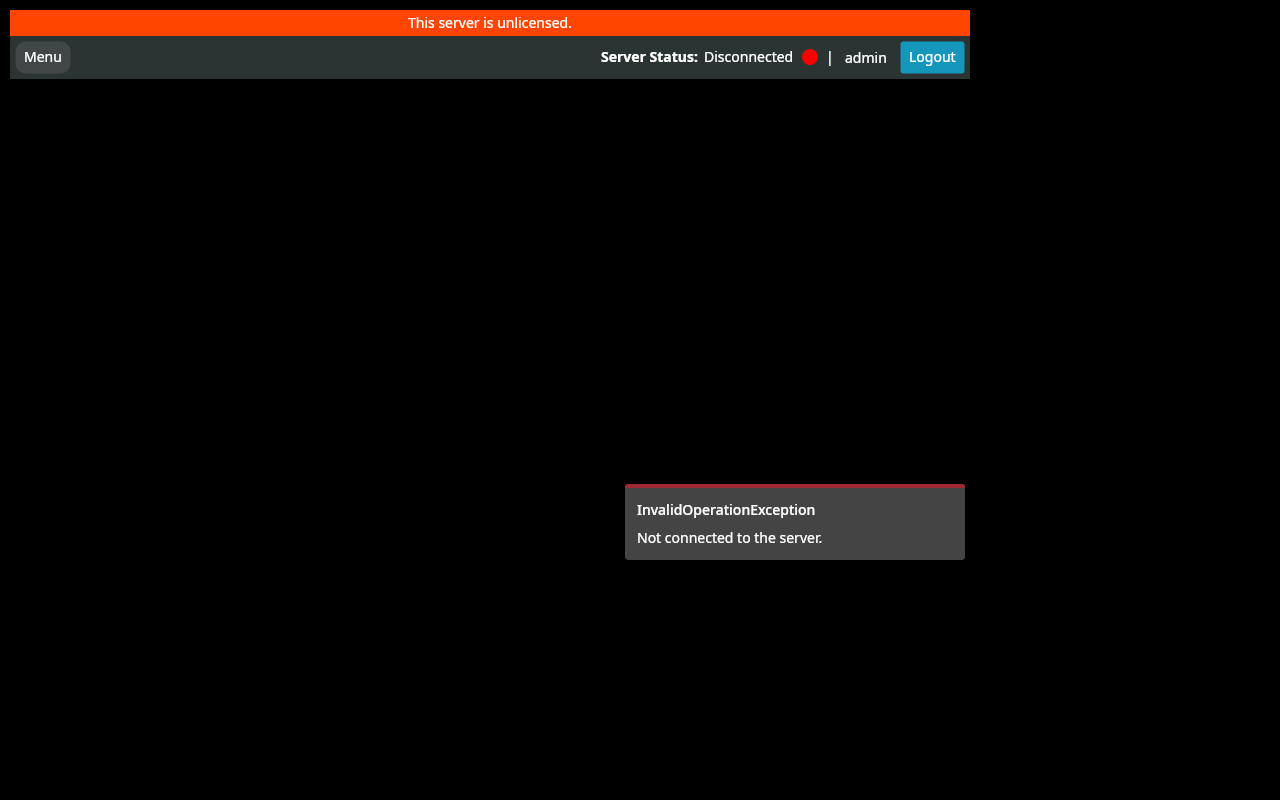 This server is unlicensed.
Menu
Server Status: Disconnected | admin Logout
InvalidOperationException
Not connected to the server.